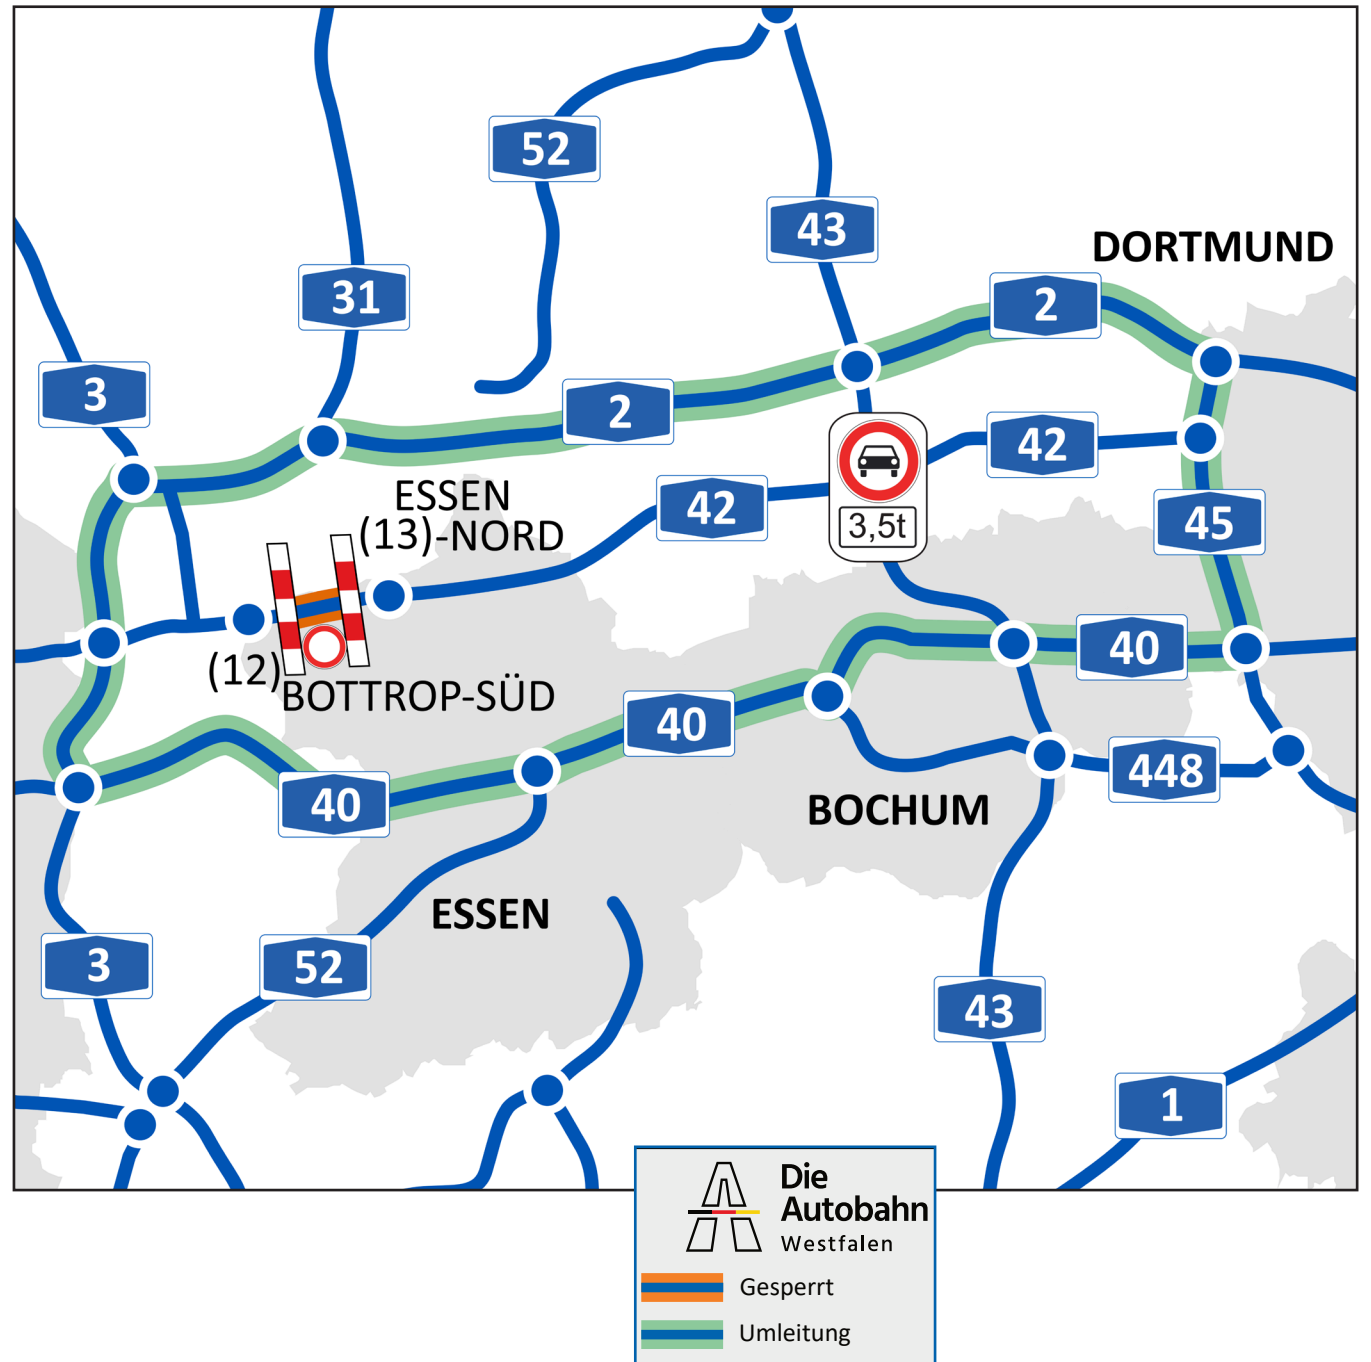 52
43
DORTMUND
31
2
3
2
42
ESSEN
(13)-NORD
42
3,5t
45
(12)
BOTTROP-SÜD
40
40
448
40
BOCHUM
ESSEN
3
52
43
1
Die
Autobahn
Westfalen
Gesperrt
Umleitung